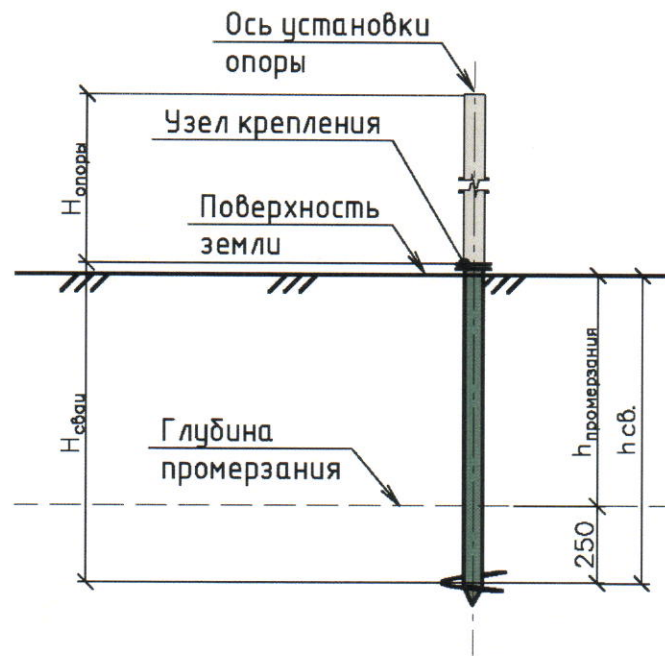 Ось установки
опоры
Узел крепления
Hопоры
Поверхность
земли
Hсваи
Глубина
промерзания
hпромерзания
hсв.
250